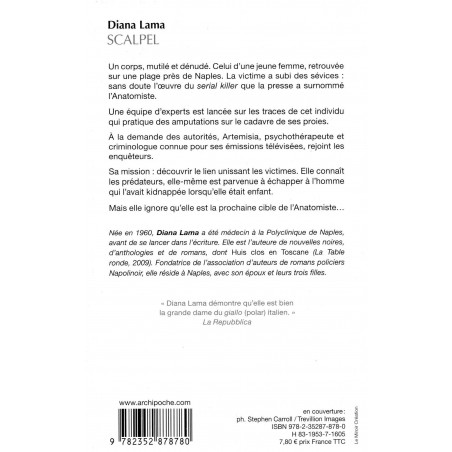 Diana Lama
SCALPEL
Un corps, mutilé et dénudé. Celui d'une jeune femme, retrouvée
sur une plage près de Naples. La victime a subi des sévices :
sans doute l'œuvre du serial killer que la presse a surnommé
l'Anatomiste.
Une équipe d'experts est lancée sur les traces de cet individu
qui pratique des amputations sur le cadavre de ses proies.
À la demande des autorités, Artemisia, psychothérapeute et
criminologue connue pour ses émissions télévisées, rejoint
les enquêteurs.
Sa mission : découvrir le lien unissant les victimes. Elle connaît
les prédateurs, elle-même est parvenue à échapper à l'homme
qui l'avait kidnappée lorsqu'elle était enfant.
Mais elle ignore qu'elle est la prochaine cible de l'Anatomiste…
Née en 1960, Diana Lama a été médecin à la Polyclinique de Naples,
avant de se lancer dans l'écriture. Elle est l'auteure de nouvelles noires,
d'anthologies et de romans, dont Huis clos en Toscane (La Table
ronde, 2009). Fondatrice de l'association d'auteurs de romans policiers
Napolinoir, elle réside à Naples, avec son époux et leurs trois filles.
« Diana Lama démontre qu'elle est bien
la grande dame du giallo (polar) italien. »
La Repubblica
www.archipoche.com
9 782352 878780
en couverture :
ph. Stephen Carroll / Trevillion Images
ISBN 978-2-35287-878-0
H 83-1953-7-1605
7,80 € prix France TTC
Le Miroir Création